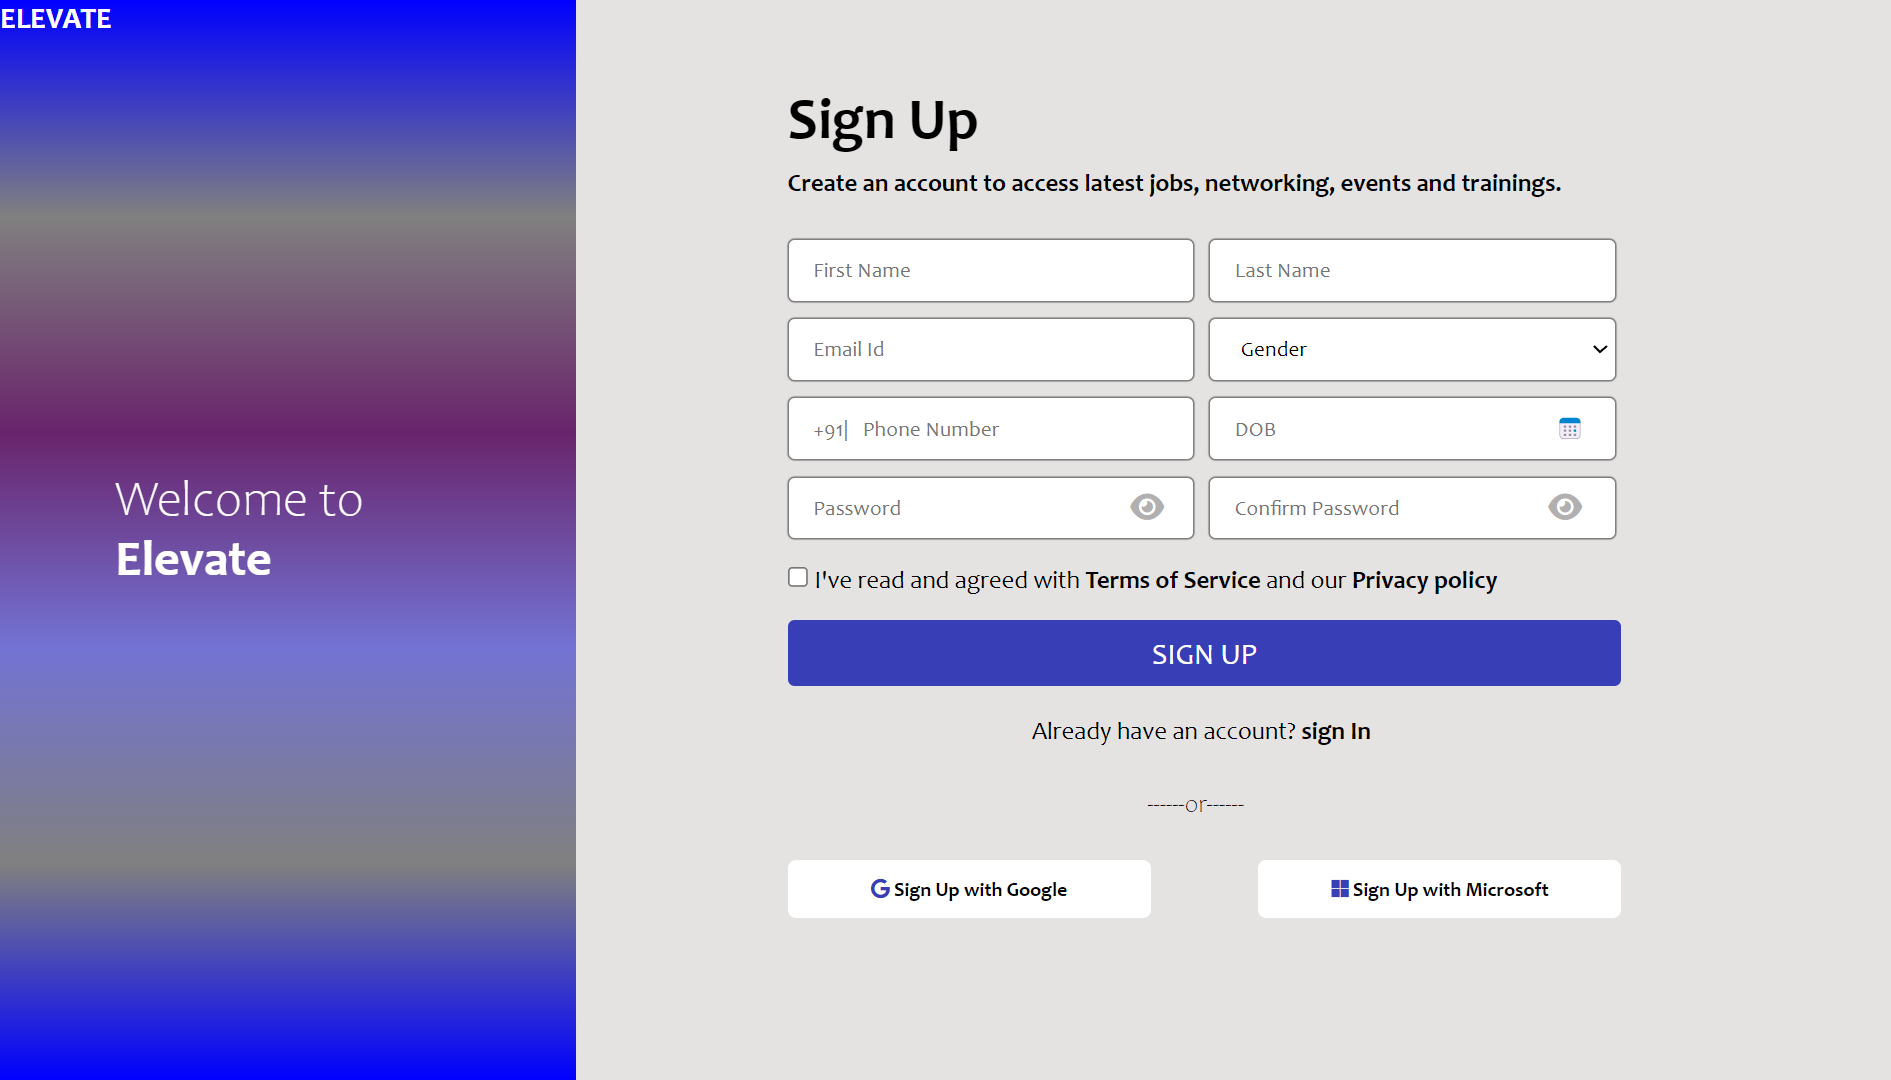 ELEVATE
Welcome to
Elevate
Sign Up
Create an account to access latest jobs, networking, events and trainings.
First Name
Last Name
Email Id
Gender
+91| Phone Number
DOB
Password
Confirm Password
I've read and agreed with Terms of Service and our Privacy policy
SIGN UP
Already have an account? sign In
------or------
Sign Up with Google
Sign Up with Microsoft